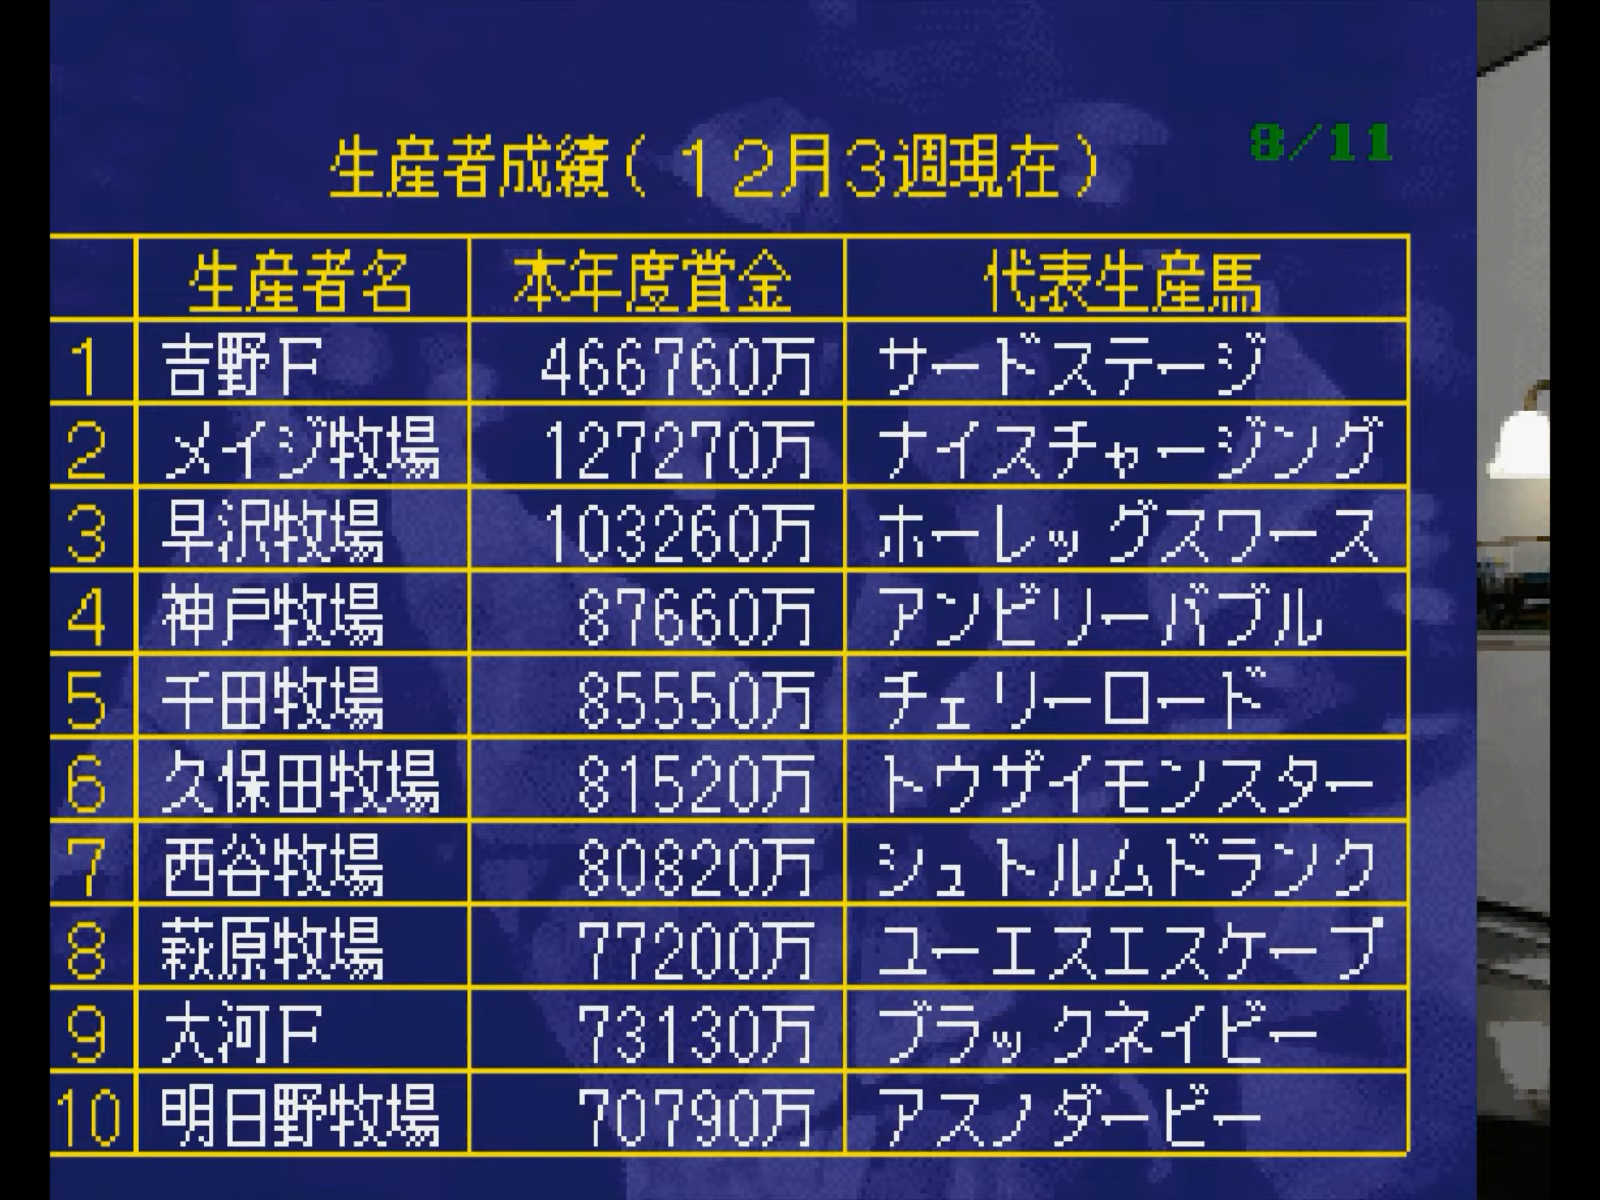 生産者成績(12月3週現在) 8/11
生産者名 本年度賞金 代表生産馬
1 吉野F 466760万 サードステージ
2 メイジ牧場 127270万 ナイスチャージング
3 早沢牧場 103260万 ホーレッグスワース
4 神戸牧場 87660万 アンビリーバブル
5 千田牧場 85550万 チェリーロード
6 久保田牧場 81520万 トウザイモンスター
7 西谷牧場 80820万 シュトルムドランク
8 萩原牧場 77200万 ユーエスエスケープ
9 大河F 73130万 ブラックネイビー
10 明日野牧場 70790万 アスノダービー